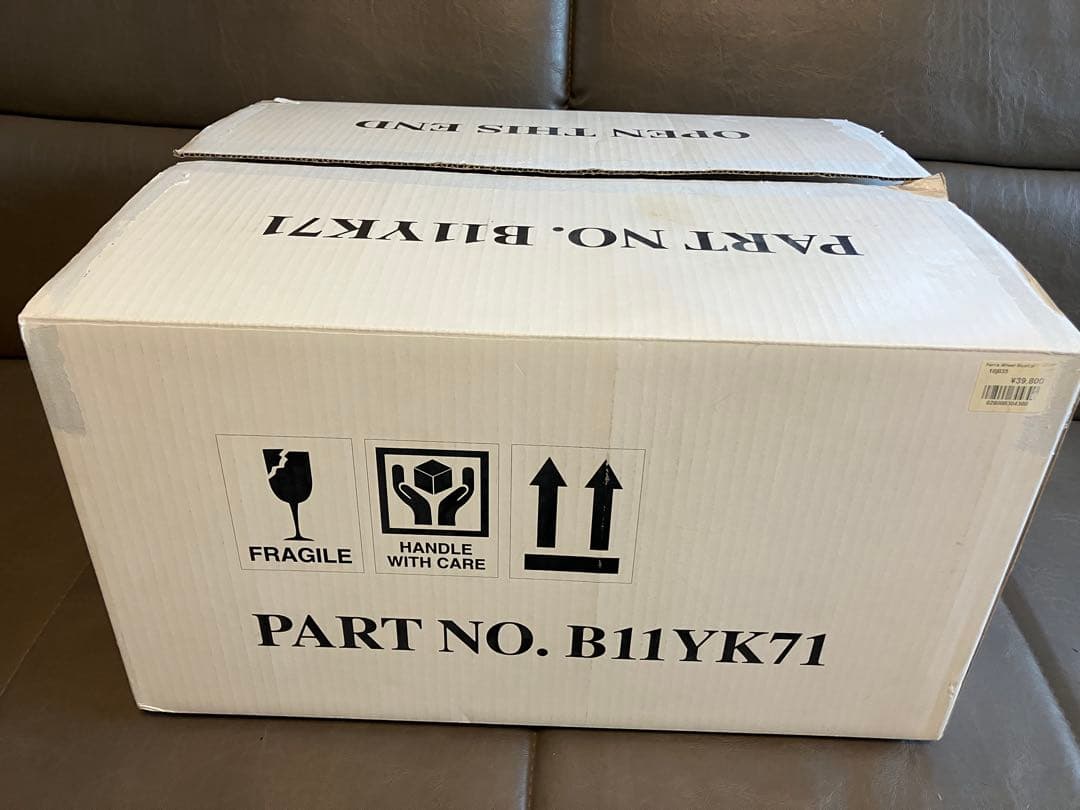 OPEN THIS END
PART NO. B11YK71
¥39,800
FRAGILE
HANDLE
WITH CARE
PART NO. B11YK71